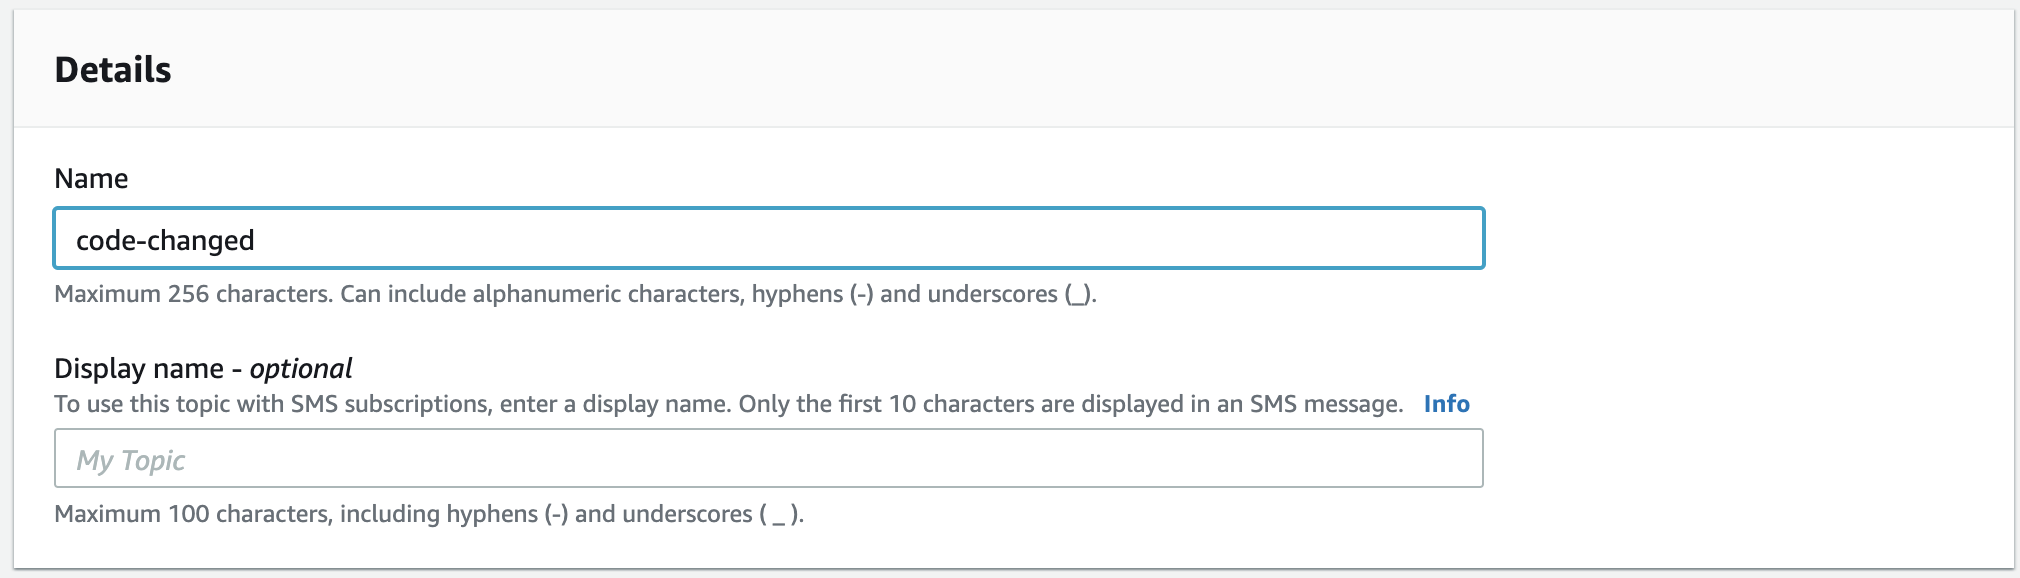 Details
Name
code-changed
Maximum 256 characters. Can include alphanumeric characters, hyphens (-) and underscores (_).
Display name - optional
To use this topic with SMS subscriptions, enter a display name. Only the first 10 characters are displayed in an SMS message. Info
My Topic
Maximum 100 characters, including hyphens (-) and underscores ( _ ).